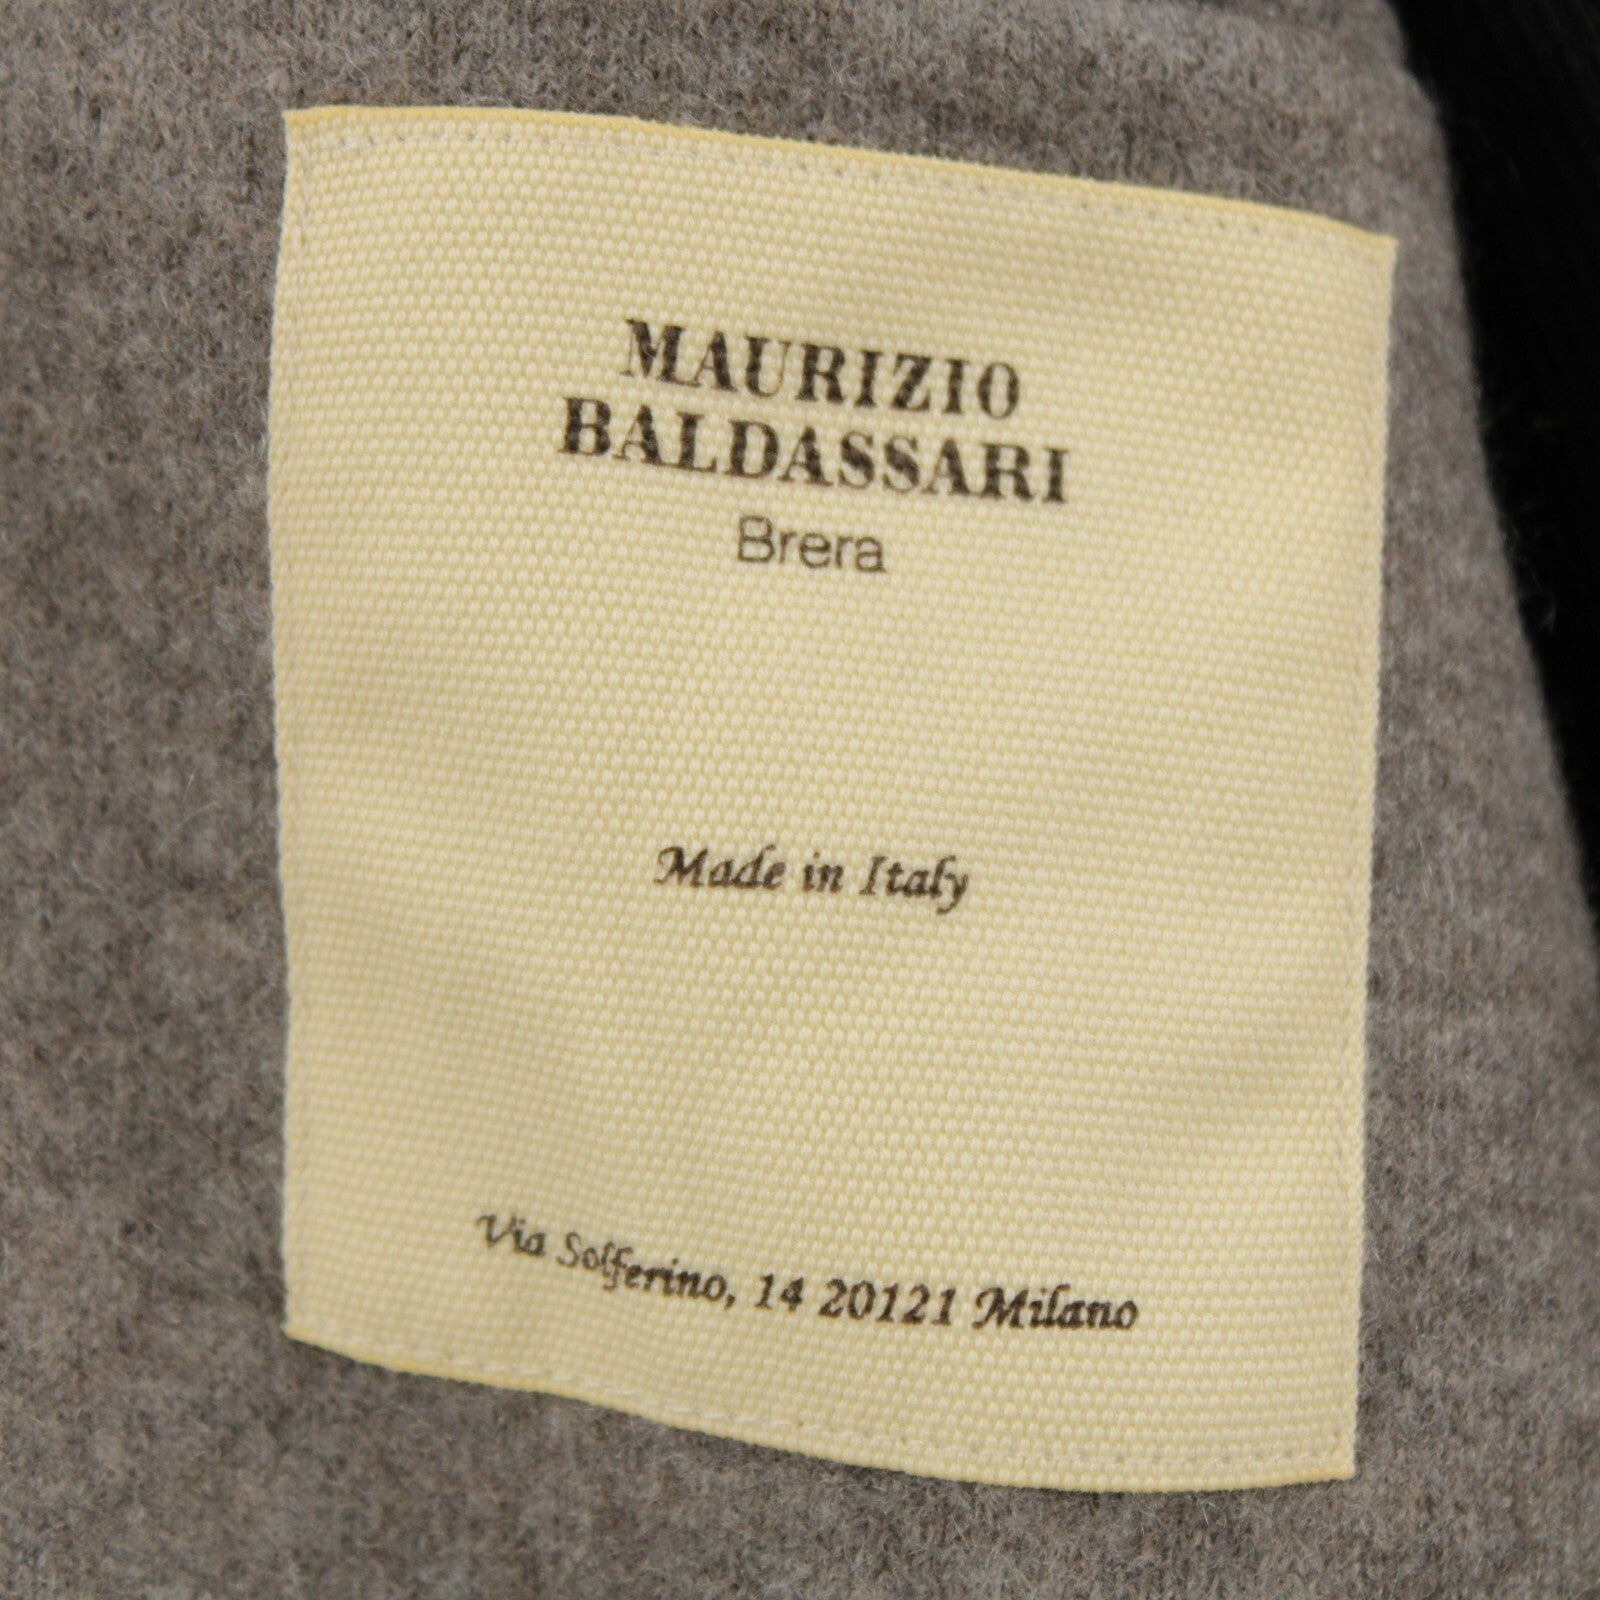 MAURIZIO
BALDASSARI
Brera
Made in Italy
Via Solferino, 14 20121 Milano